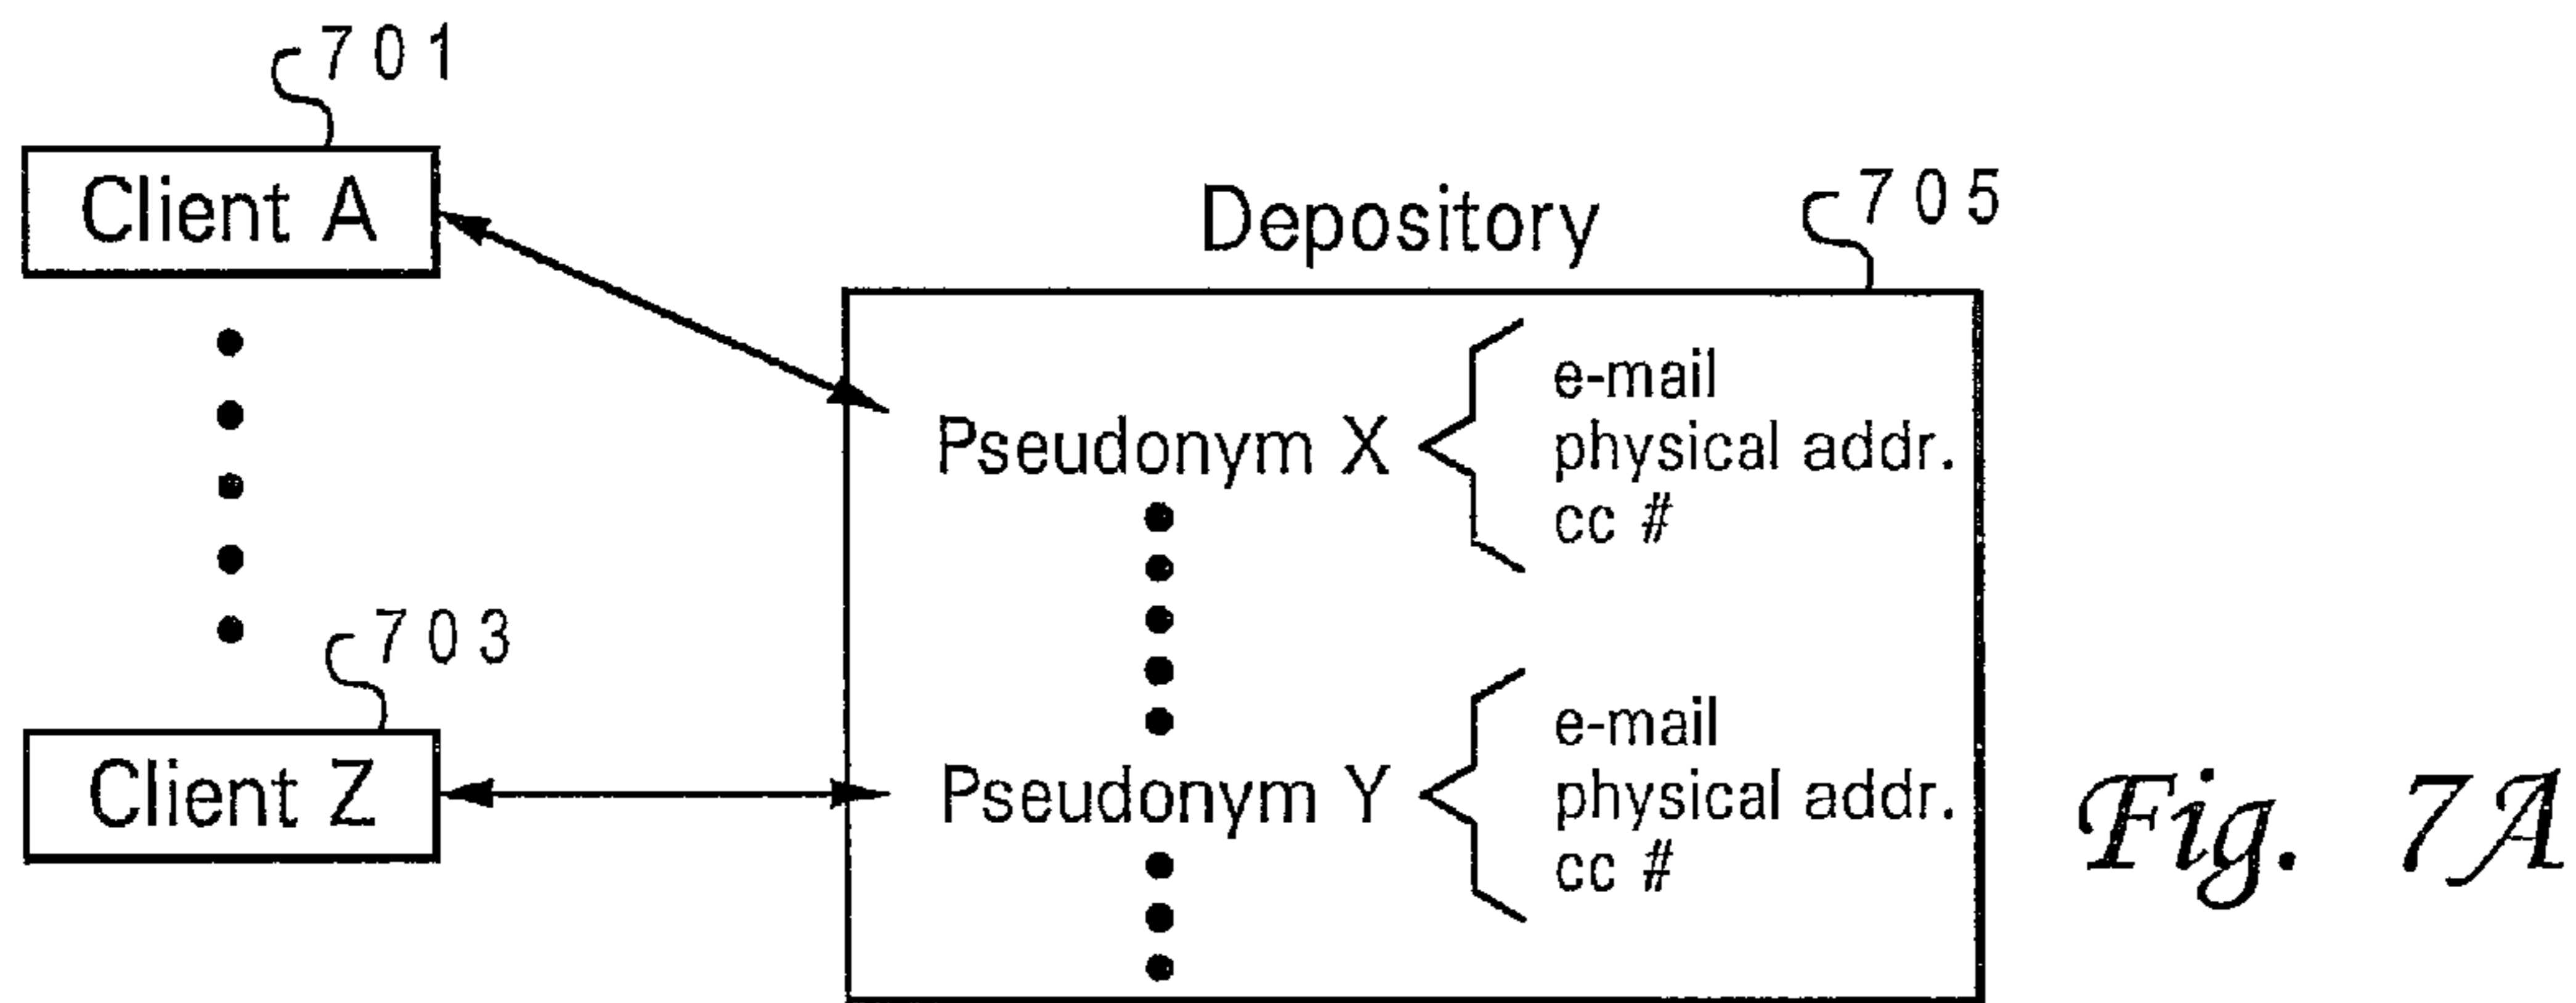 701
Client A
Depository
705
Pseudonym X
e-mail
physical addr.
cc #
703
Client Z
Pseudonym Y
e-mail
physical addr.
cc #
Fig. 7A